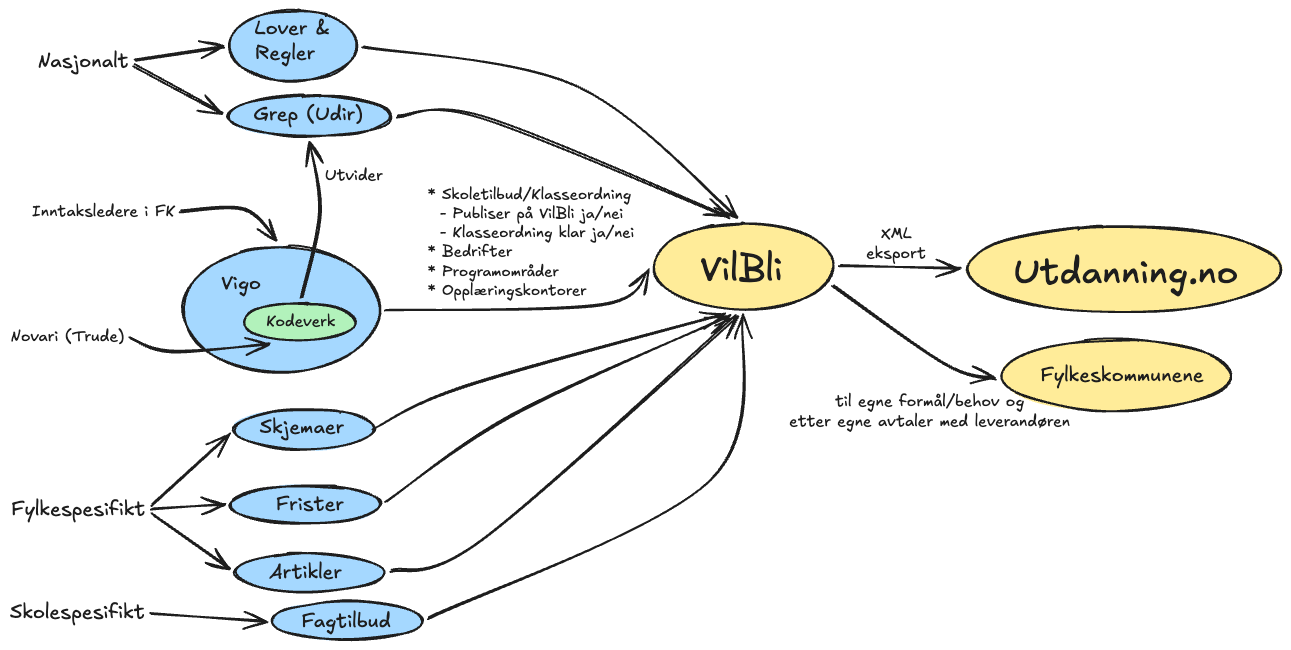 Lover &
Regler
Nasjonalt
Grep (Udir)
Utvider
Inntaksledere i FK
* Skoletilbud/Klasseordning
- Publiser på VilBli ja/nei
- Klasseordning klar ja/nei
* Bedrifter
* Programområder
* Opplæringskontorer
Vigo
Kodeverk
Novari (Trude)
VilBli
XML
eksport
Utdanning.no
Fylkeskommunene
til egne formål/behov og
etter egne avtaler med leverandøren
Skjemaer
Fylkespesifikt
Frister
Artikler
Skolespesifikt
Fagtilbud